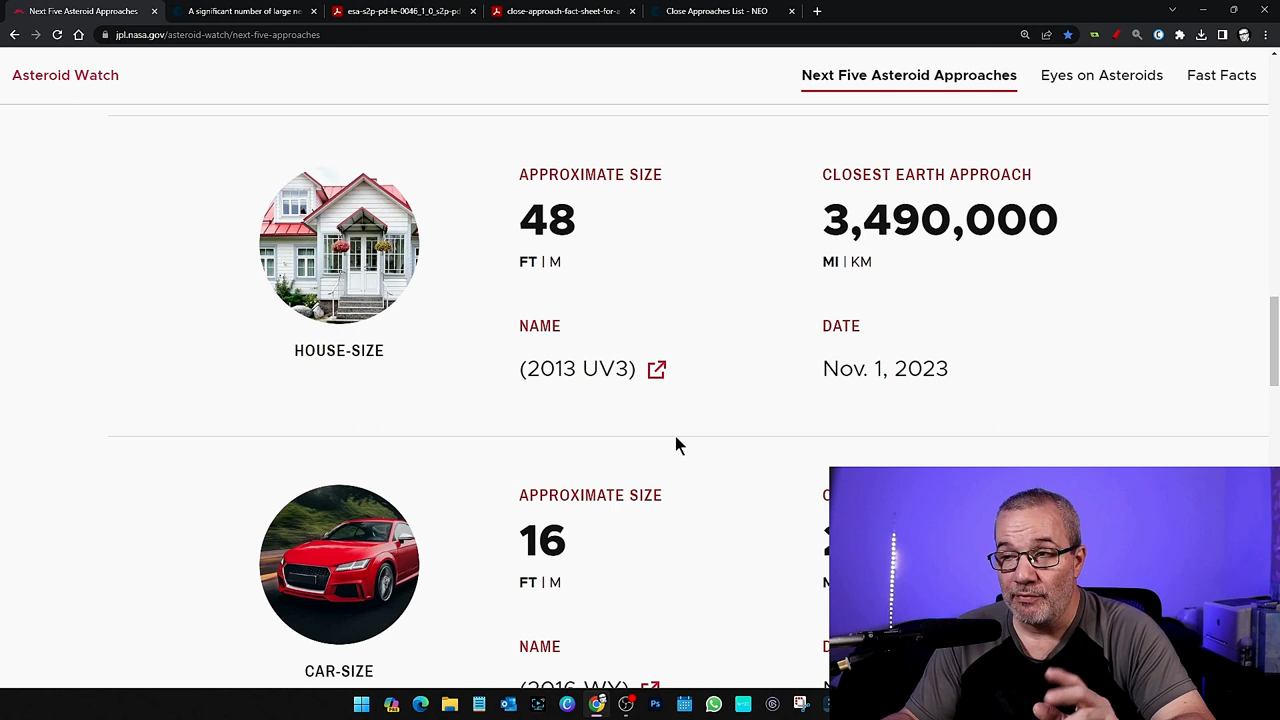 Next Five Asteroid Approaches
A significant number of large ne
esa-s2p-pd-le-0046_1_0_s2p-pd
close-approach-fact-sheet-for-a
Close Approaches List - NEO
jpl.nasa.gov/asteroid-watch/next-five-approaches
Asteroid Watch
Next Five Asteroid Approaches
Eyes on Asteroids
Fast Facts
APPROXIMATE SIZE
CLOSEST EARTH APPROACH
48
3,490,000
FT | M
MI | KM
NAME
DATE
HOUSE-SIZE
(2013 UV3)
Nov. 1, 2023
APPROXIMATE SIZE
16
FT | M
NAME
CAR-SIZE
(2016 WY)